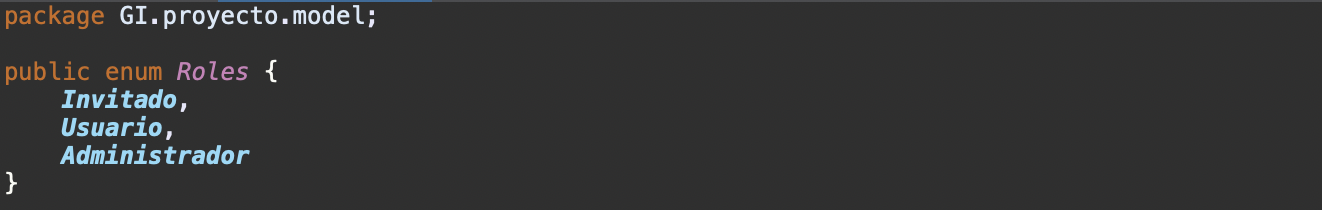 package GI.proyecto.model;
public enum Roles {
Invitado,
Usuario,
Administrador
}